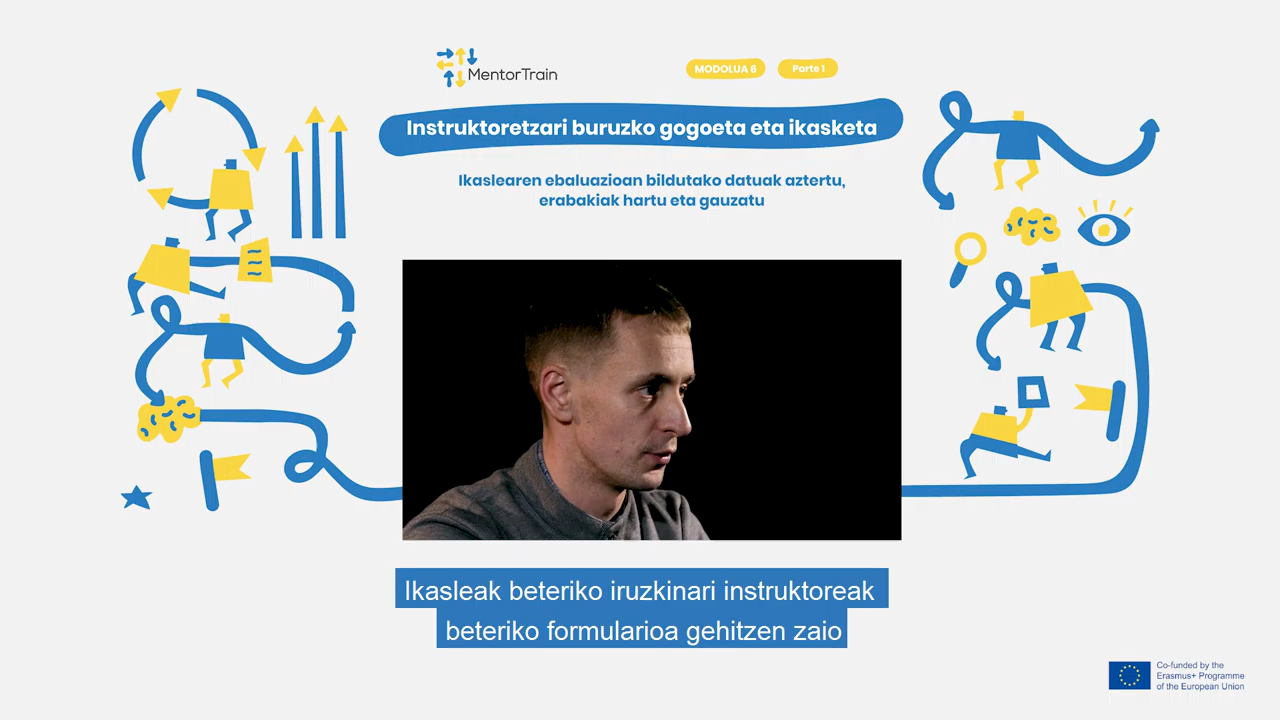 MentorTrain
MODOLUA 6
Parte 1
Instruktoretzari buruzko gogoeta eta ikasketa
Ikaslearen ebaluazioan bildutako datuak aztertu,
erabakiak hartu eta gauzatu
Ikasleak beteriko iruzkinari instruktoreak
beteriko formularioa gehitzen zaio
Co-funded by the
Erasmus+ Programme
of the European Union